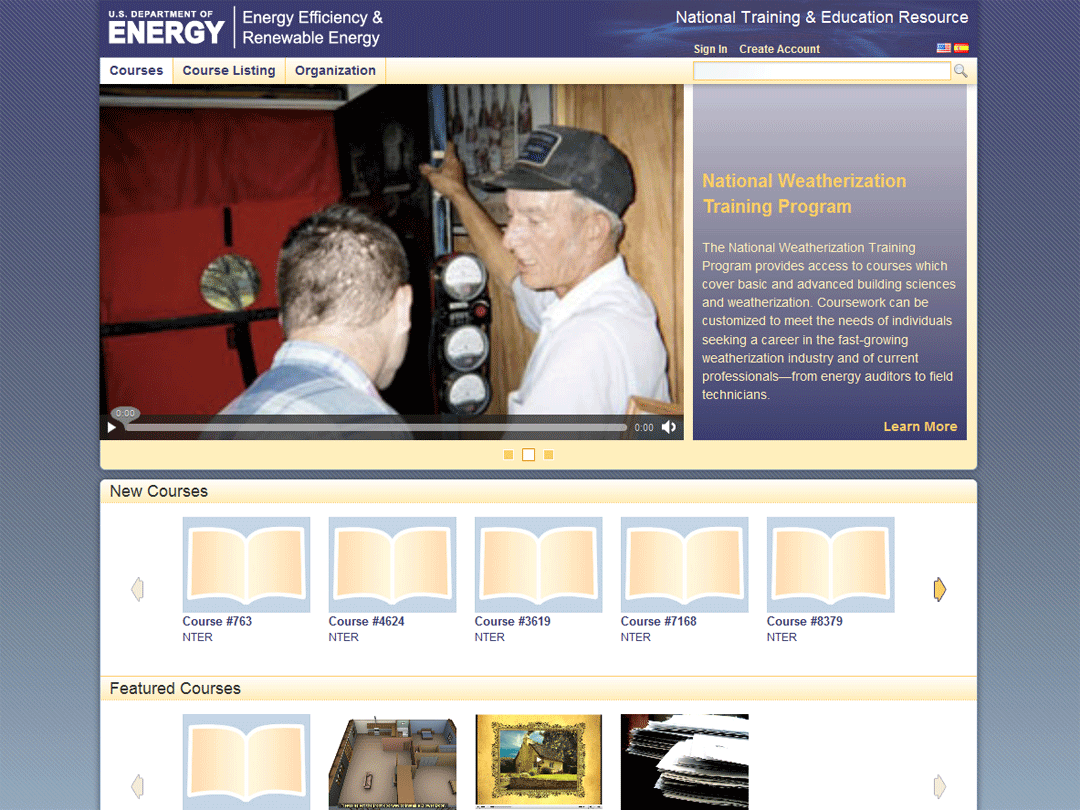 U.S. DEPARTMENT OF
ENERGY
Energy Efficiency &
Renewable Energy
National Training & Education Resource
Sign In Create Account
Courses Course Listing Organization
National Weatherization
Training Program
The National Weatherization Training
Program provides access to courses which
cover basic and advanced building sciences
and weatherization. Coursework can be
customized to meet the needs of individuals
seeking a career in the fast-growing
weatherization industry and of current
professionals—from energy auditors to field
technicians.
Learn More
0:00
0:00
New Courses
Course #763 Course #4624 Course #3619 Course #7168 Course #8379
NTER NTER NTER NTER NTER
Featured Courses